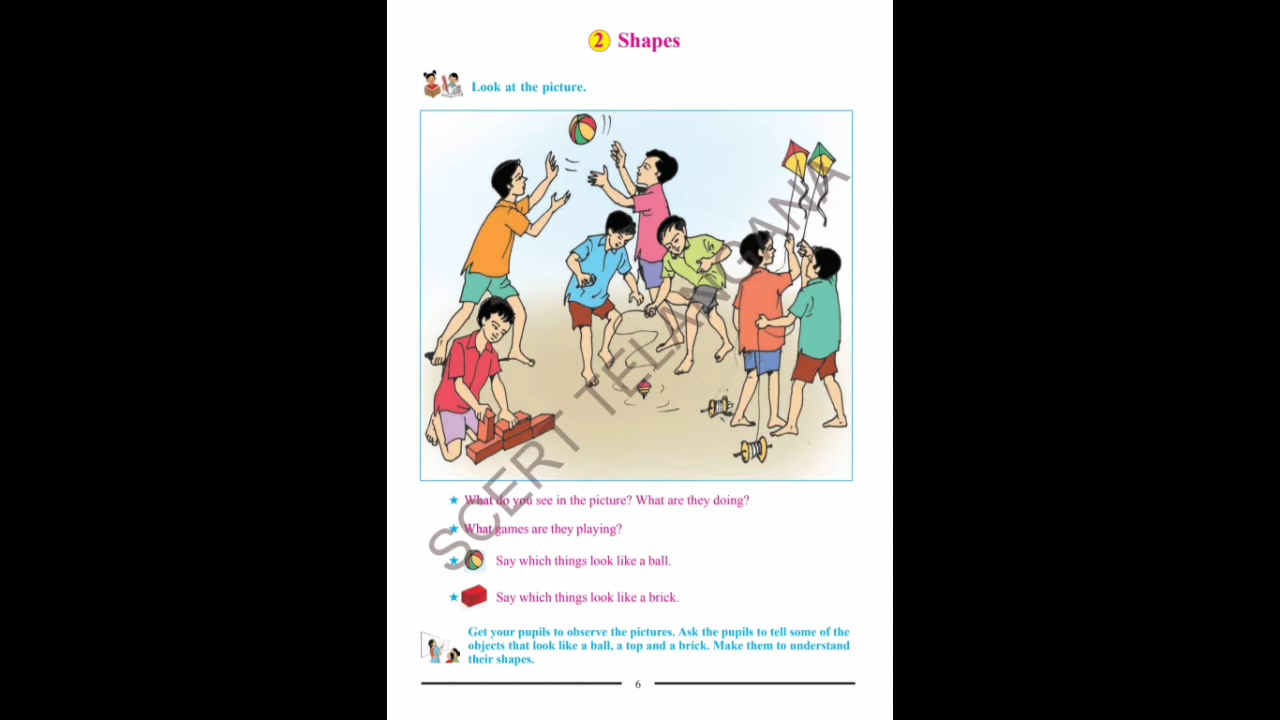 2 Shapes
Look at the picture.
SCERT TELANGANA
What do you see in the picture? What are they doing?
What games are they playing?
Say which things look like a ball.
Say which things look like a brick.
Get your pupils to observe the pictures. Ask the pupils to tell some of the
objects that look like a ball, a top and a brick. Make them to understand
their shapes.
6